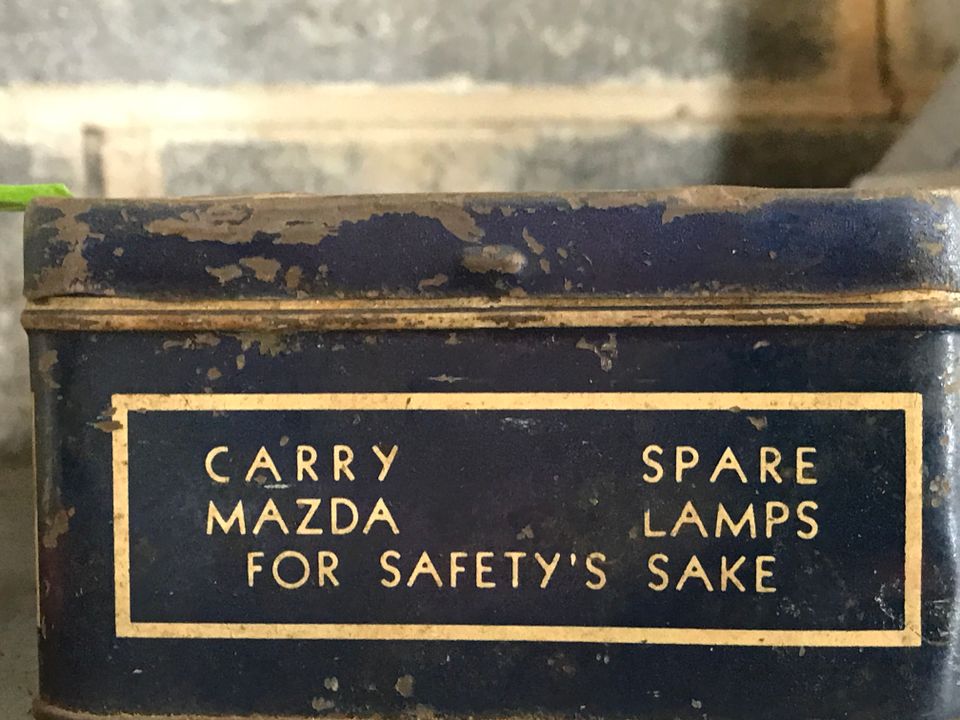 CARRY SPARE
MAZDA LAMPS
FOR SAFETY'S SAKE